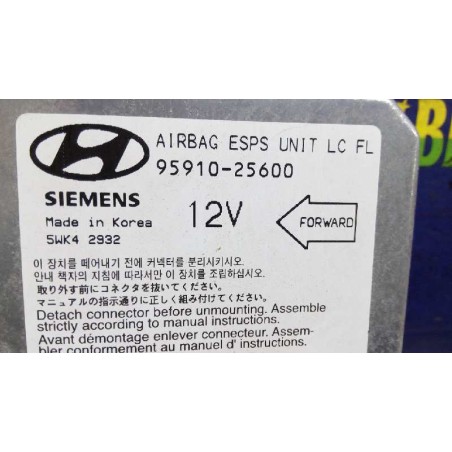 AIRBAG ESPS UNIT LC FL
95910-25600
SIEMENS
Made in Korea
5WK4 2932
12V
FORWARD
이 장치를 떼어내기 전에 커넥터를 분리시키시오.
안내 책자의 지침에 따라서만 이 장치를 조립하십시오.
取り外す前にコネクタを抜いてください。
マニュアルの指示通りに正しく組み付けてください。
Detach connector before unmounting. Assemble
strictly according to manual instructions.
Avant démontage enlever connecteur. Assem-
bler conformement au manuel d' instructions.